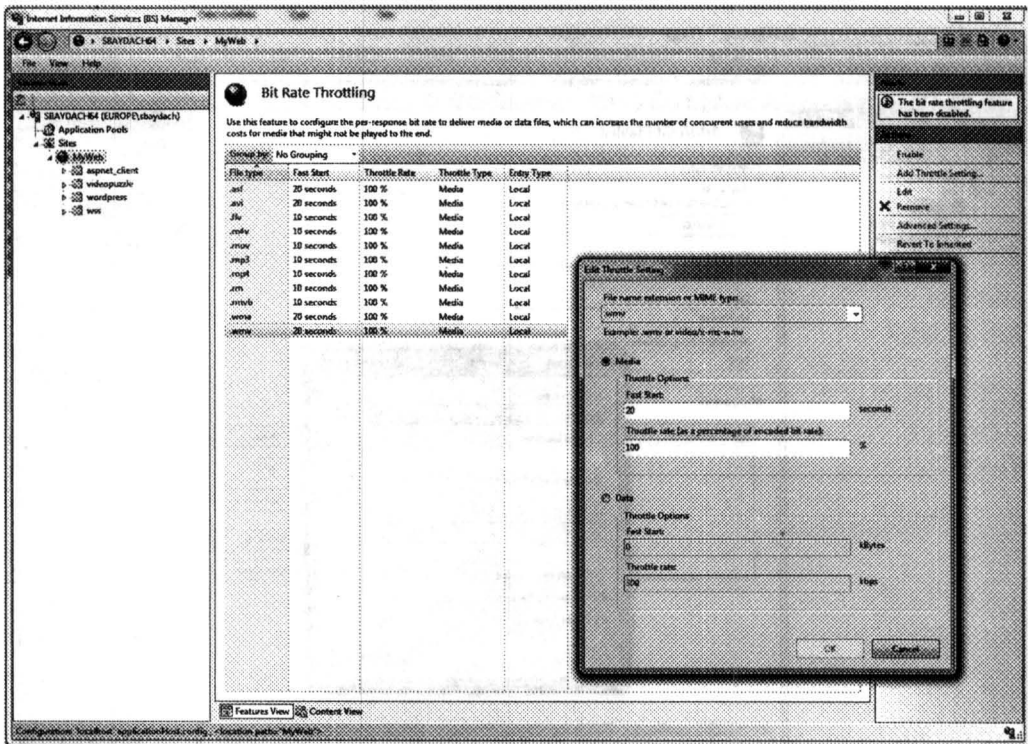 Internet Information Services (IIS) Manager
SBAYDACH64 ▸ Sites ▸ MyWeb ▸
File View Help
SBAYDACH64 (EUROPE\sbaydach)
Application Pools
Sites
MyWeb
aspnet_client
videopuzzle
wordpress
wss
Bit Rate Throttling
Use this feature to configure the per-response bit rate to deliver media or data files, which can increase the number of concurrent users and reduce bandwidth
costs for media that might not be played to the end.
Group by: No Grouping
File type Fast Start Throttle Rate Throttle Type Entry Type
.asf 20 seconds 100 % Media Local
.avi 20 seconds 100 % Media Local
.flv 10 seconds 100 % Media Local
.m4v 10 seconds 100 % Media Local
.mov 10 seconds 100 % Media Local
.mp3 10 seconds 100 % Media Local
.mp4 10 seconds 100 % Media Local
.rm 10 seconds 100 % Media Local
.rmvb 10 seconds 100 % Media Local
.wma 20 seconds 100 % Media Local
.wmv 20 seconds 100 % Media Local
Features View Content View
The bit rate throttling feature
has been disabled.
Actions
Enable
Add Throttle Setting...
Edit
Remove
Advanced Settings...
Revert To Inherited
Edit Throttle Setting
File name extension or MIME type:
.wmv
Example: .wmv or video/x-ms-wmv
Media
Throttle Options
Fast Start:
20 seconds
Throttle rate (as a percentage of encoded bit rate):
100 %
Data
Throttle Options
Fast Start:
0 kBytes
Throttle rate:
kbps
OK Cancel
Configuration: 'localhost' applicationHost.config, <location path="MyWeb">